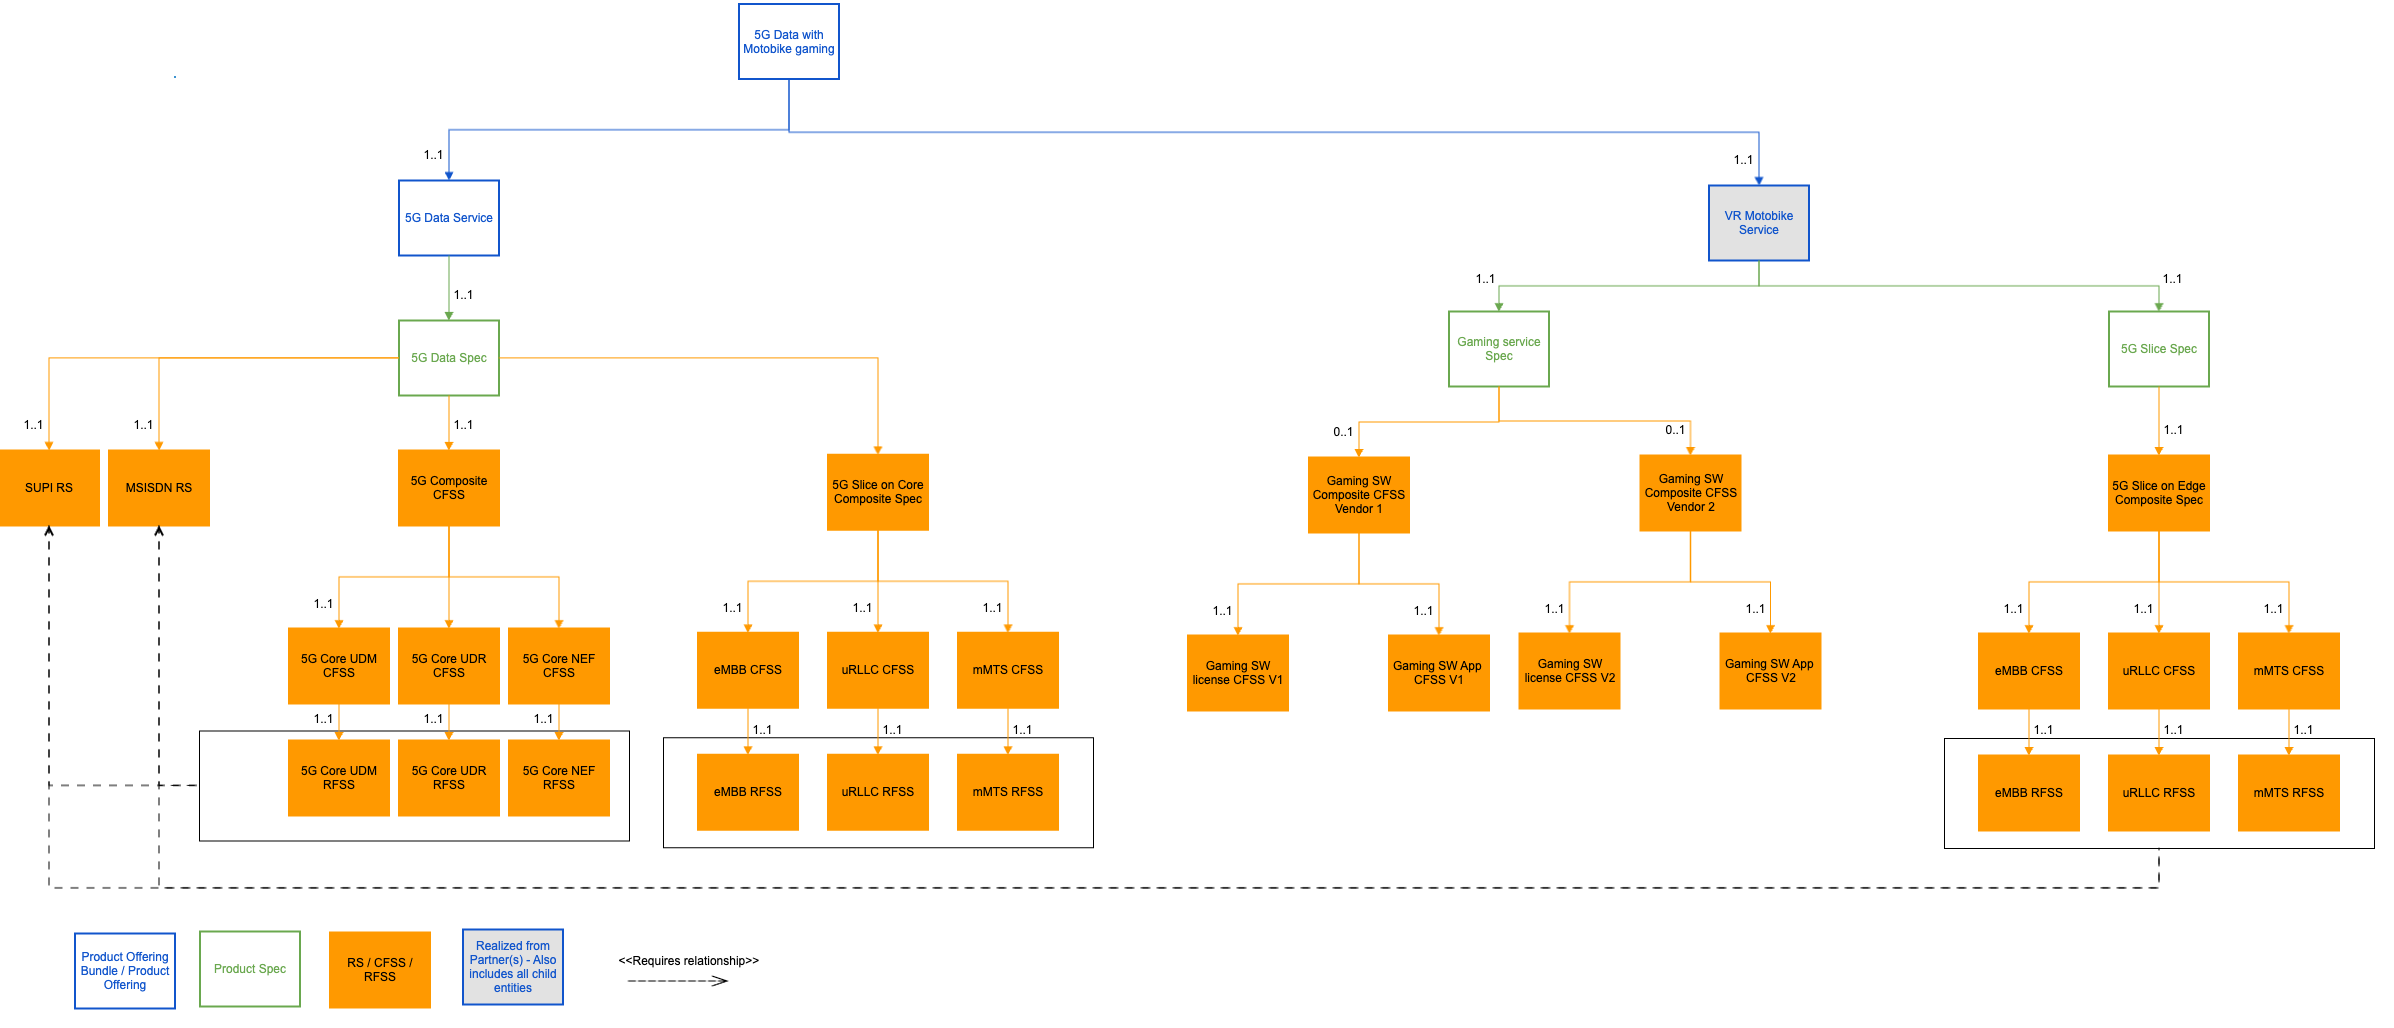 5G Data with
Motobike gaming
1..1
1..1
5G Data Service
VR Motobike
Service
1..1
1..1
1..1
5G Data Spec
Gaming service
Spec
5G Slice Spec
1..1
1..1
1..1
0..1
0..1
1..1
SUPI RS
MSISDN RS
5G Composite
CFSS
5G Slice on Core
Composite Spec
Gaming SW
Composite CFSS
Vendor 1
Gaming SW
Composite CFSS
Vendor 2
5G Slice on Edge
Composite Spec
1..1
1..1
1..1
1..1
1..1
1..1
1..1
1..1
1..1
1..1
1..1
5G Core UDM
CFSS
5G Core UDR
CFSS
5G Core NEF
CFSS
eMBB CFSS
uRLLC CFSS
mMTS CFSS
Gaming SW
license CFSS V1
Gaming SW App
CFSS V1
Gaming SW
license CFSS V2
Gaming SW App
CFSS V2
eMBB CFSS
uRLLC CFSS
mMTS CFSS
1..1
1..1
1..1
1..1
1..1
1..1
1..1
1..1
1..1
5G Core UDM
RFSS
5G Core UDR
RFSS
5G Core NEF
RFSS
eMBB RFSS
uRLLC RFSS
mMTS RFSS
eMBB RFSS
uRLLC RFSS
mMTS RFSS
Product Offering
Bundle / Product
Offering
Product Spec
RS / CFSS /
RFSS
Realized from
Partner(s) - Also
includes all child
entities
<<Requires relationship>>